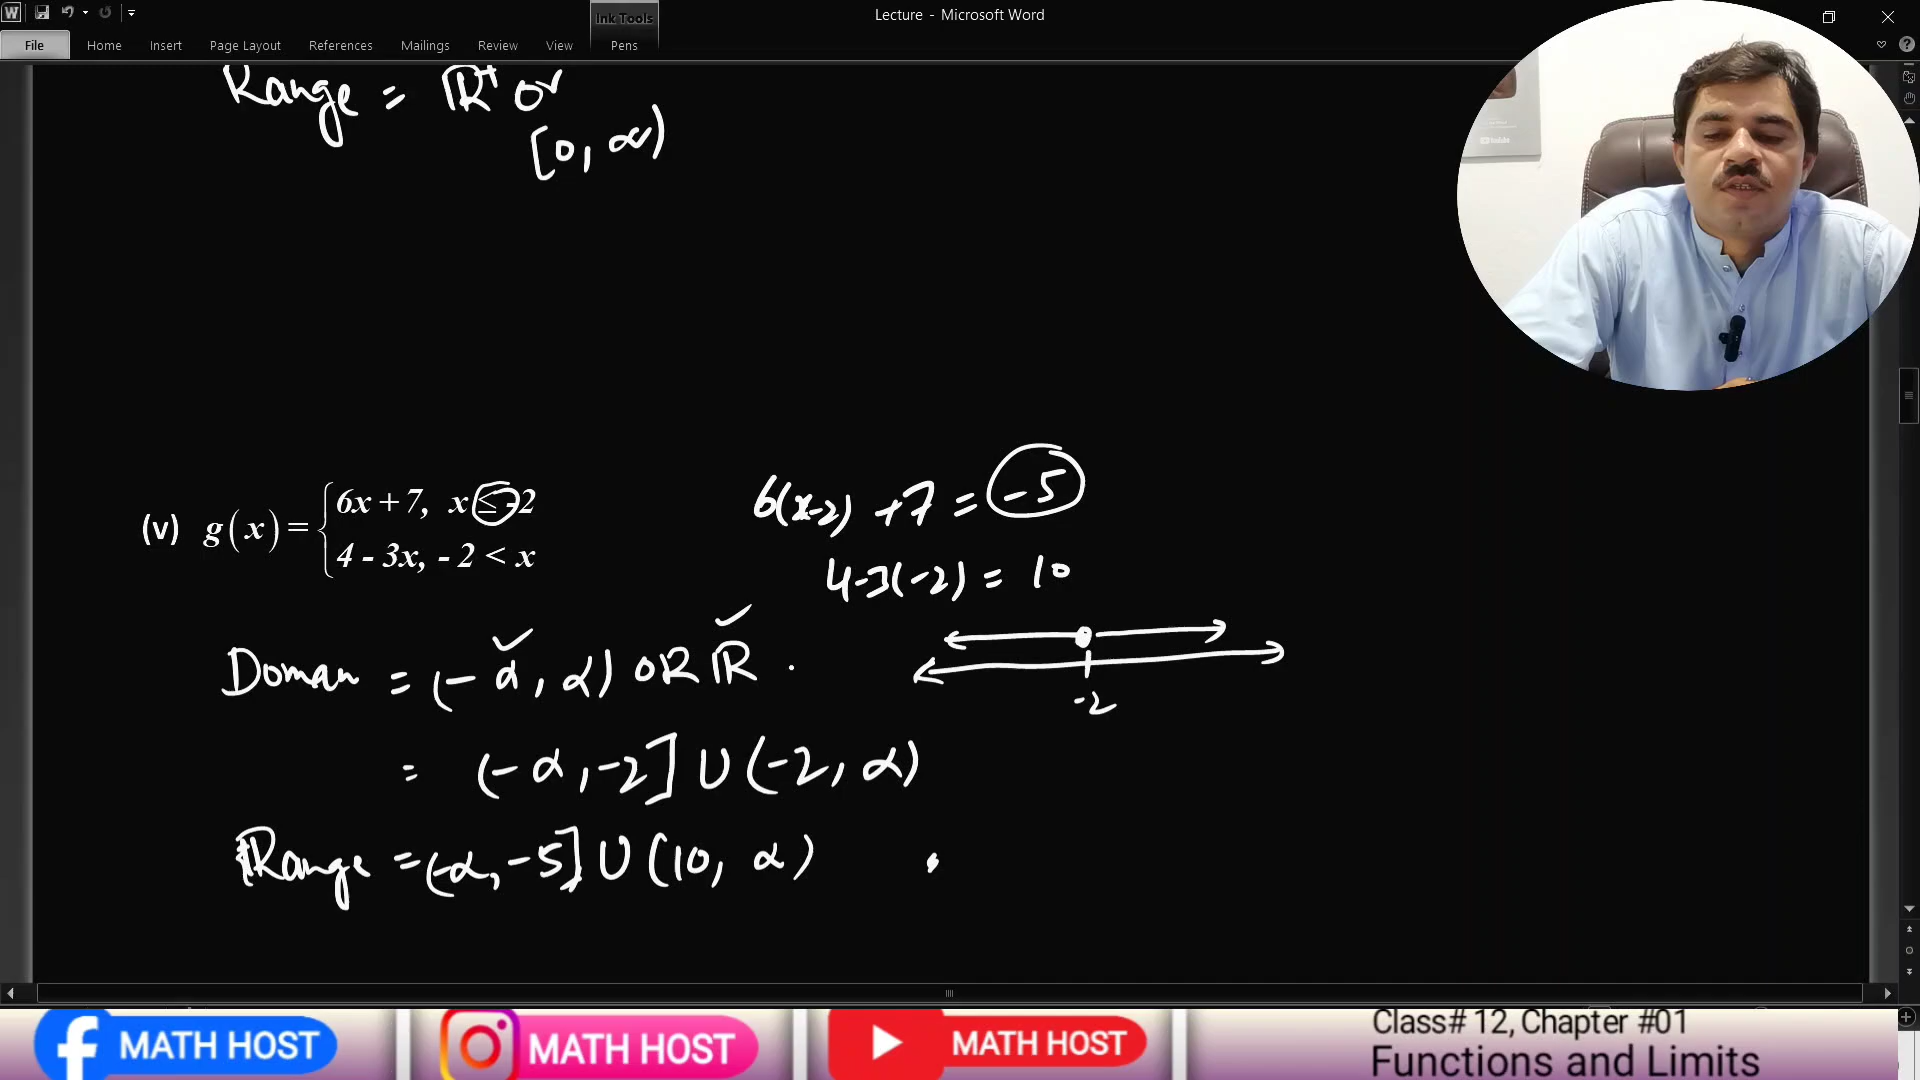 Lecture - Microsoft Word
Ink Tools
File Home Insert Page Layout References Mailings Review View Pens
Range = ℝ⁺ or
[0, ∞)
(v) g(x) = { 6x + 7, x ≤ -2
4 - 3x, - 2 < x
6(x-2) + 7 = -5
4-3(-2) = 10
Doman = (-α, α) OR ℝ.
-2
= (-α, -2] ∪ (-2, α)
Range = (-α, -5] ∪ (10, α)
MATH HOST
MATH HOST
MATH HOST
Class# 12, Chapter #01
Functions and Limits